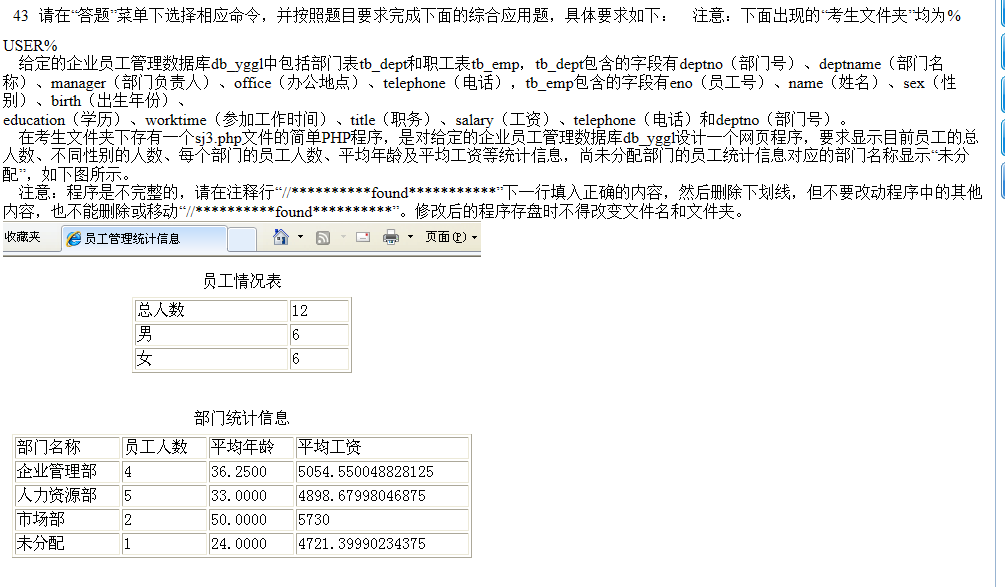 43 请在“答题”菜单下选择相应命令，并按照题目要求完成下面的综合应用题，具体要求如下： 注意：下面出现的“考生文件夹”均为%
USER%
给定的企业员工管理数据库db_yggl中包括部门表tb_dept和职工表tb_emp，tb_dept包含的字段有deptno（部门号）、deptname（部门名
称）、manager（部门负责人）、office（办公地点）、telephone（电话），tb_emp包含的字段有eno（员工号）、name（姓名）、sex（性
别）、birth（出生年份）、
education（学历）、worktime（参加工作时间）、title（职务）、salary（工资）、telephone（电话）和deptno（部门号）。
在考生文件夹下存有一个sj3.php文件的简单PHP程序，是对给定的企业员工管理数据库db_yggl设计一个网页程序，要求显示目前员工的总
人数、不同性别的人数、每个部门的员工人数、平均年龄及平均工资等统计信息，尚未分配部门的员工统计信息对应的部门名称显示“未分
配”，如下图所示。
注意：程序是不完整的，请在注释行“//**********found***********”下一行填入正确的内容，然后删除下划线，但不要改动程序中的其他
内容，也不能删除或移动“//**********found**********”。修改后的程序存盘时不得改变文件名和文件夹。
收藏夹 员工管理统计信息 页面(P)
员工情况表
总人数 12
男 6
女 6
部门统计信息
部门名称 员工人数 平均年龄 平均工资
企业管理部 4 36.2500 5054.550048828125
人力资源部 5 33.0000 4898.67998046875
市场部 2 50.0000 5730
未分配 1 24.0000 4721.39990234375